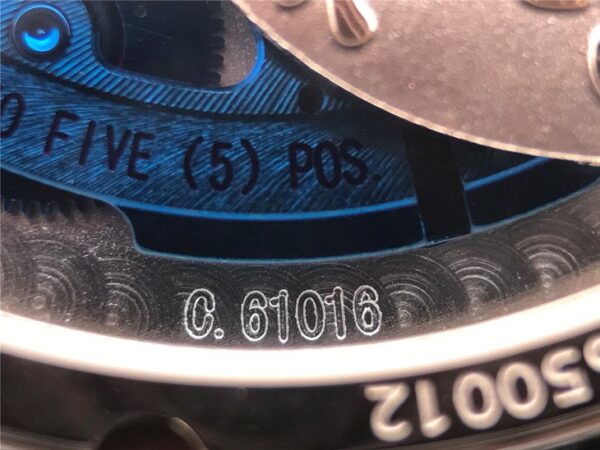 O FIVE (5) POS.
C. 61016
50012